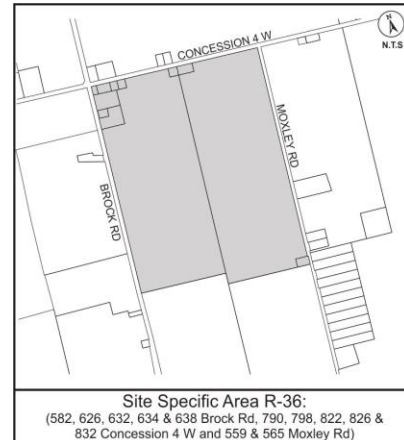 CONCESSION 4 W
N
N.T.S
MOXLEY RD
BROCK RD
Site Specific Area R-36:
(582, 626, 632, 634 & 638 Brock Rd, 790, 798, 822, 826 &
832 Concession 4 W and 559 & 565 Moxley Rd)